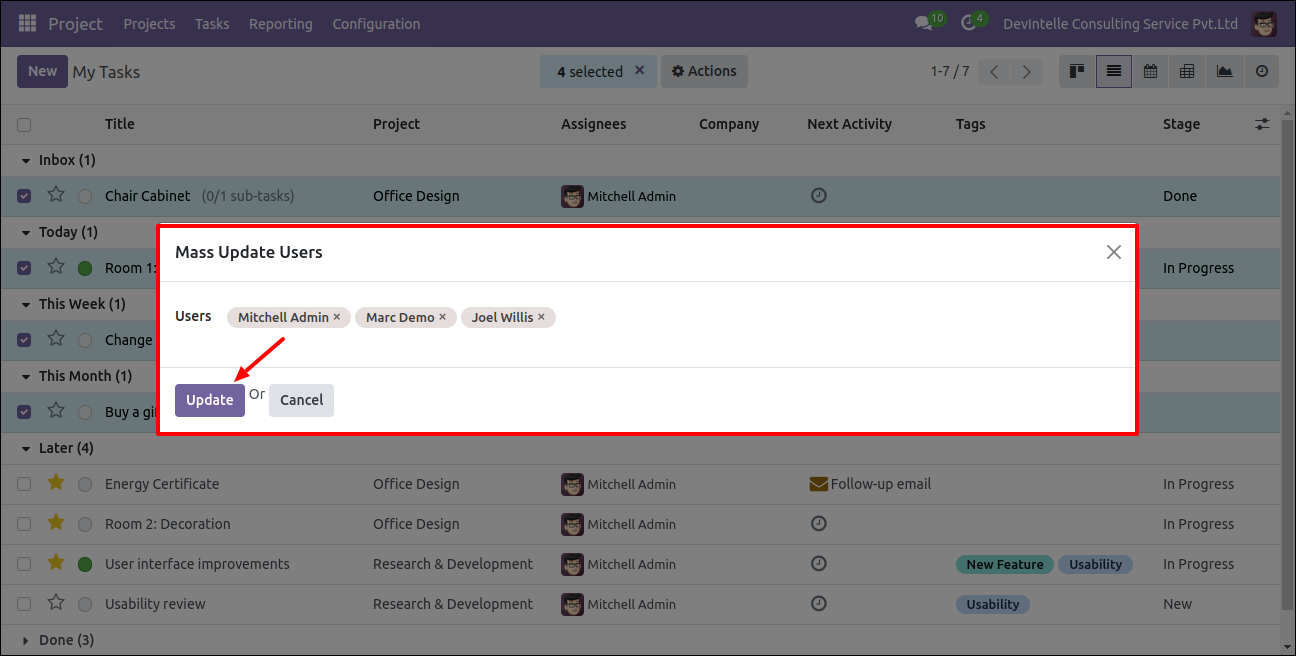 Project Projects Tasks Reporting Configuration 10 4 DevIntelle Consulting Service Pvt.Ltd
New My Tasks 4 selected × Actions 1-7 / 7
Title Project Assignees Company Next Activity Tags Stage
Inbox (1)
Chair Cabinet (0/1 sub-tasks) Office Design Mitchell Admin Done
Today (1)
Room 1: In Progress
This Week (1)
Change
This Month (1)
Buy a
Mass Update Users
Users Mitchell Admin × Marc Demo × Joel Willis ×
Update Or Cancel
Later (4)
Energy Certificate Office Design Mitchell Admin Follow-up email In Progress
Room 2: Decoration Office Design Mitchell Admin In Progress
User interface improvements Research & Development Mitchell Admin New Feature Usability In Progress
Usability review Research & Development Mitchell Admin Usability New
Done (3)